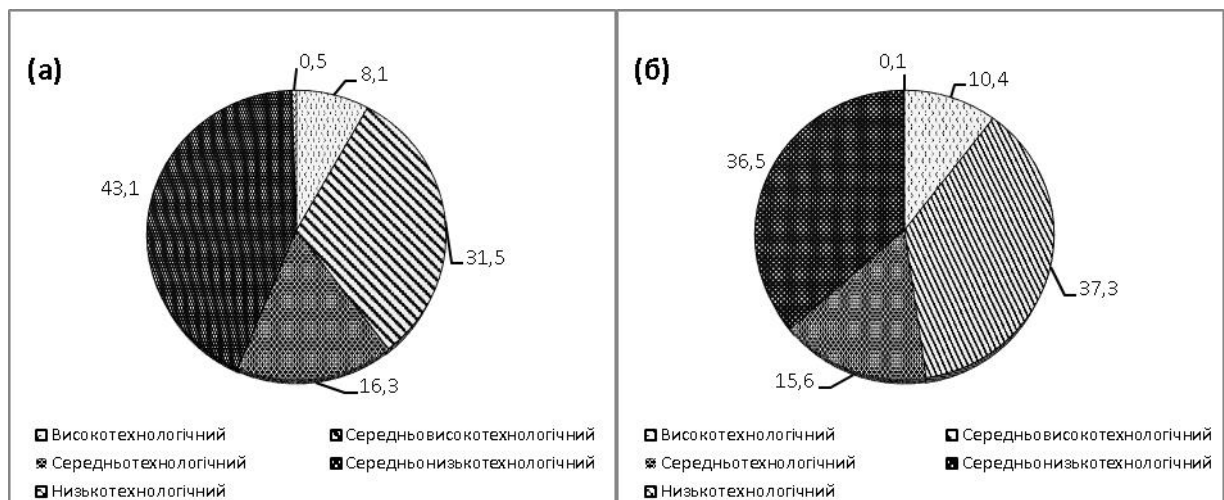 (а)
0,5
8,1
43,1
31,5
16,3
Високотехнологічний
Середньовисокотехнологічний
Середньотехнологічний
Середньонизькотехнологічний
Низькотехнологічний
(б)
0,1
10,4
36,5
37,3
15,6
Високотехнологічний
Середньовисокотехнологічний
Середньотехнологічний
Середньонизькотехнологічний
Низькотехнологічний